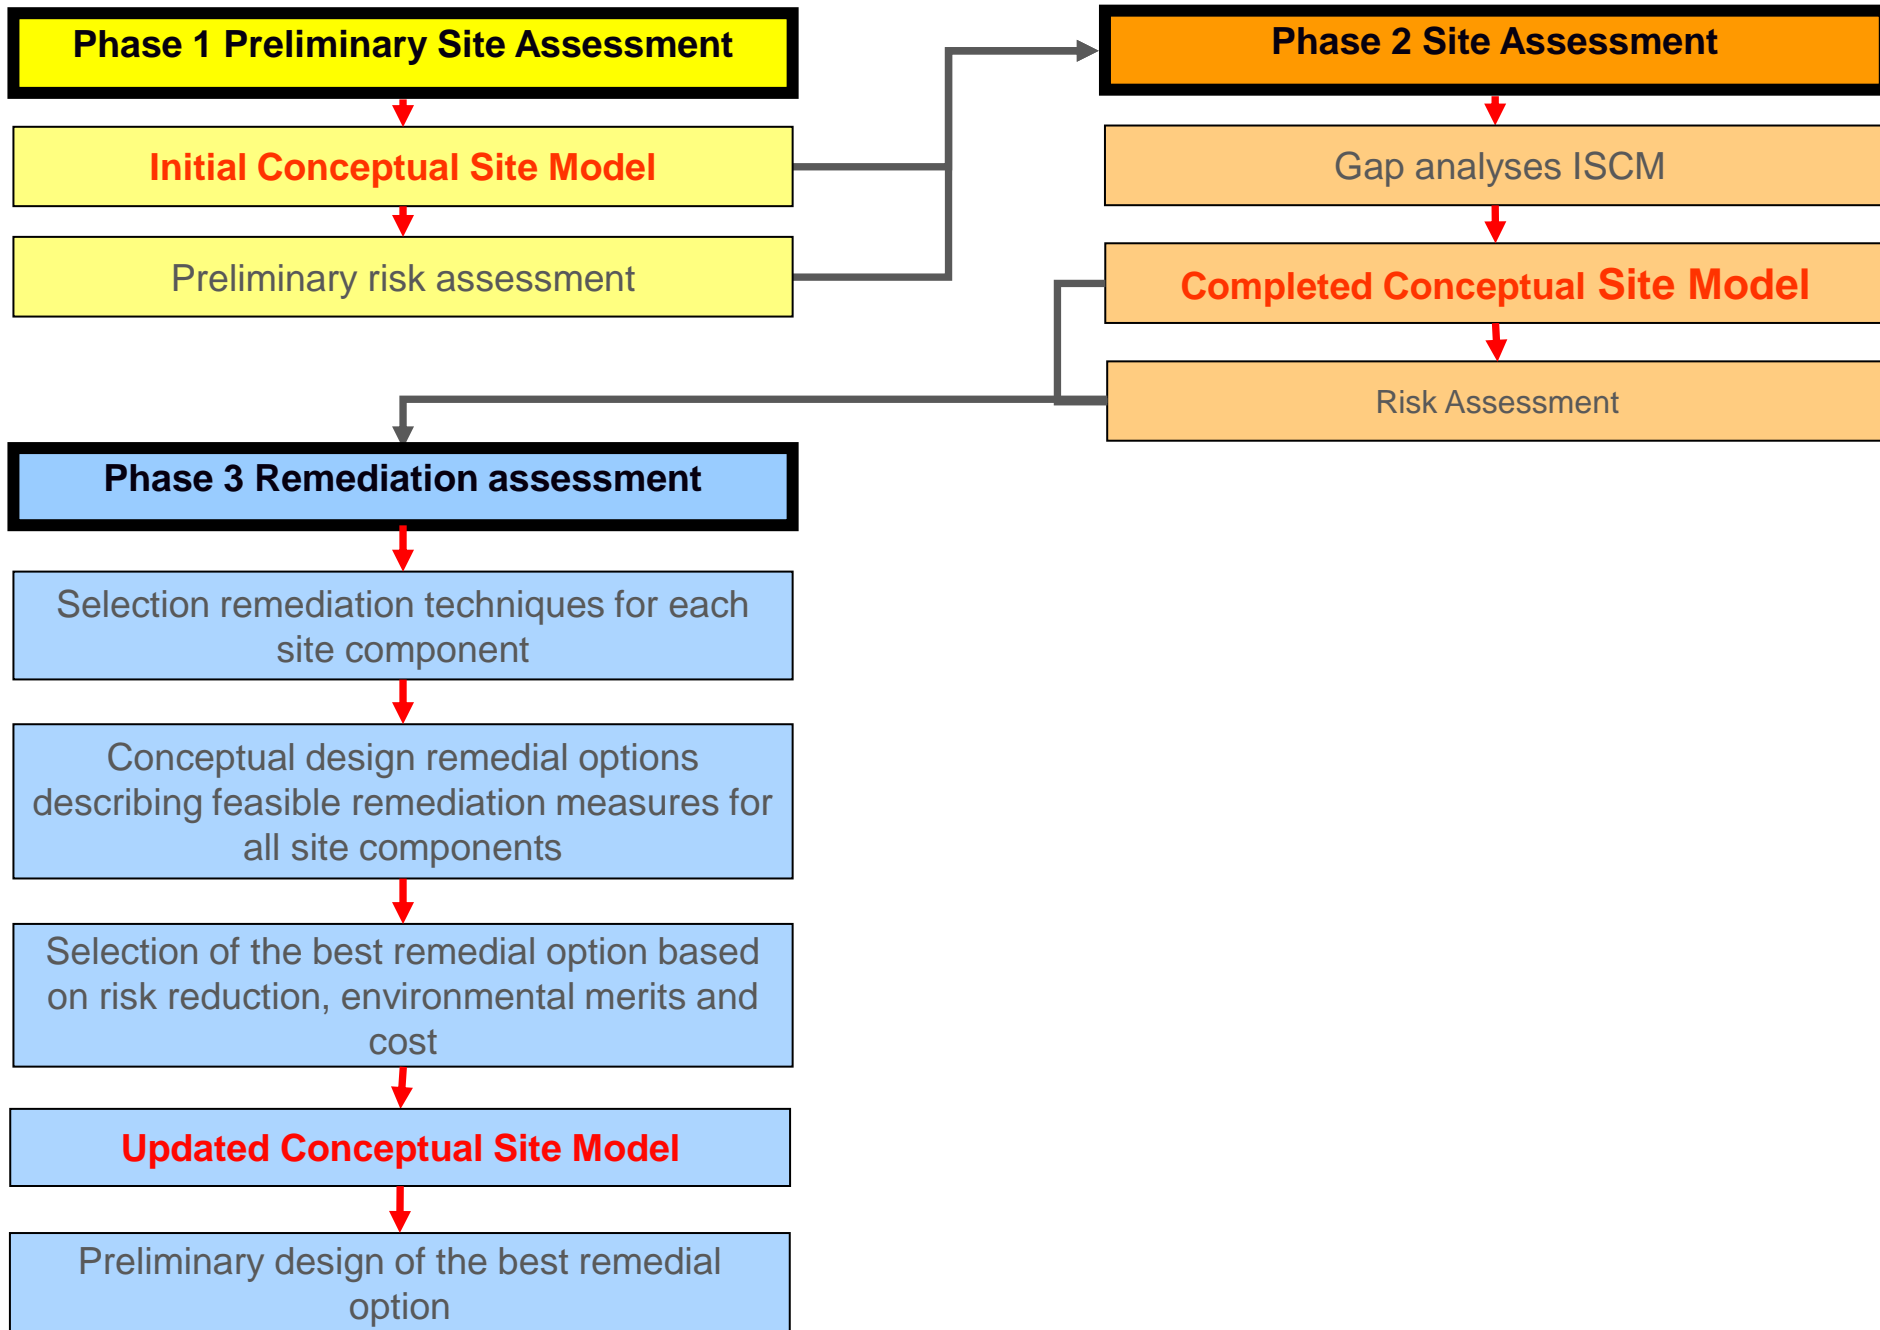 Phase 1 Preliminary Site Assessment
Initial Conceptual Site Model
Preliminary risk assessment
Phase 2 Site Assessment
Gap analyses ISCM
Completed Conceptual Site Model
Risk Assessment
Phase 3 Remediation assessment
Selection remediation techniques for each
site component
Conceptual design remedial options
describing feasible remediation measures for
all site components
Selection of the best remedial option based
on risk reduction, environmental merits and
cost
Updated Conceptual Site Model
Preliminary design of the best remedial
option